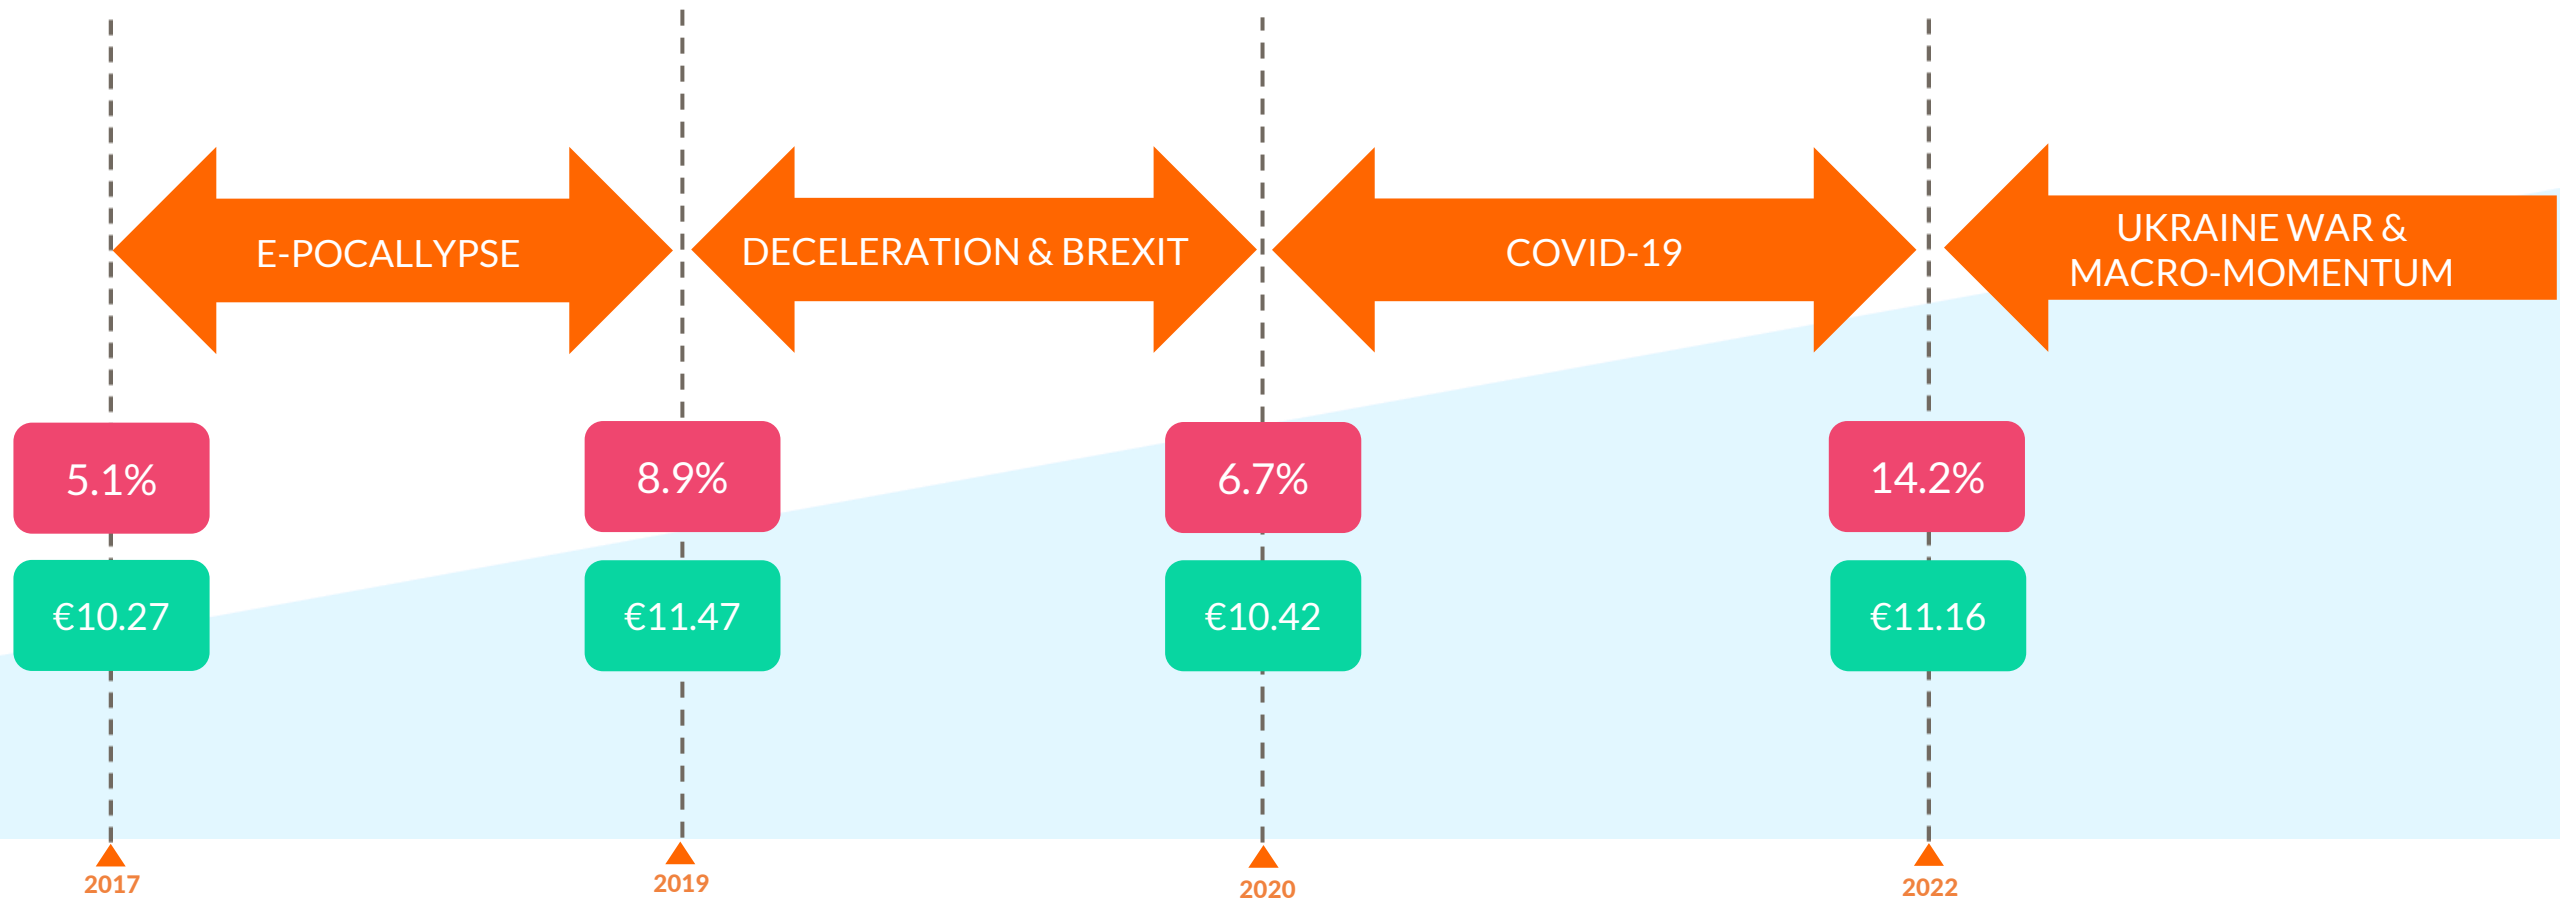 E-POCALLYPSE
DECELERATION & BREXIT
COVID-19
UKRAINE WAR &
MACRO-MOMENTUM
5.1%
8.9%
6.7%
14.2%
€10.27
€11.47
€10.42
€11.16
2017
2019
2020
2022